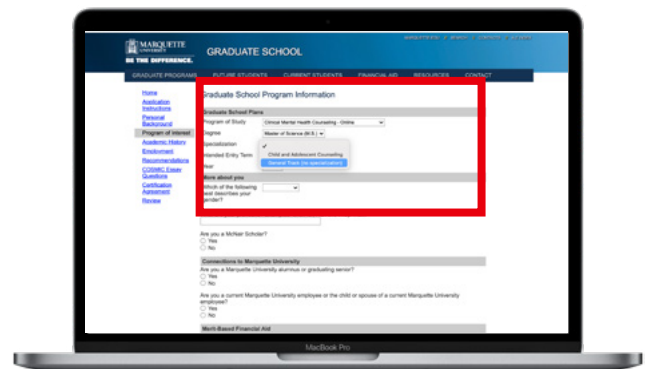 MARQUETTE
UNIVERSITY
BE THE DIFFERENCE.
GRADUATE SCHOOL
GRADUATE PROGRAMS FUTURE STUDENTS CURRENT STUDENTS FINANCIAL AID RESOURCES CONTACT
Home
Application
Instructions
Personal
Background
Program of Interest
Academic History
Employment
Recommendations
COSMIC Essay
Questions
Certification
Agreement
Review
Graduate School Program Information
Graduate School Plans
Program of Study Clinical Mental Health Counseling - Online
Degree Master of Science (M.S.)
Specialization
Child and Adolescent Counseling
General Track (no specialization)
Intended Entry Term
Year
More about you
Which of the following
best describes your
gender?
Are you a McNair Scholar?
Yes
No
Connections to Marquette University
Are you a Marquette University alumnus or graduating senior?
Yes
No
Are you a current Marquette University employee or the child or spouse of a current Marquette University
employee?
Yes
No
Merit-Based Financial Aid
MacBook Pro